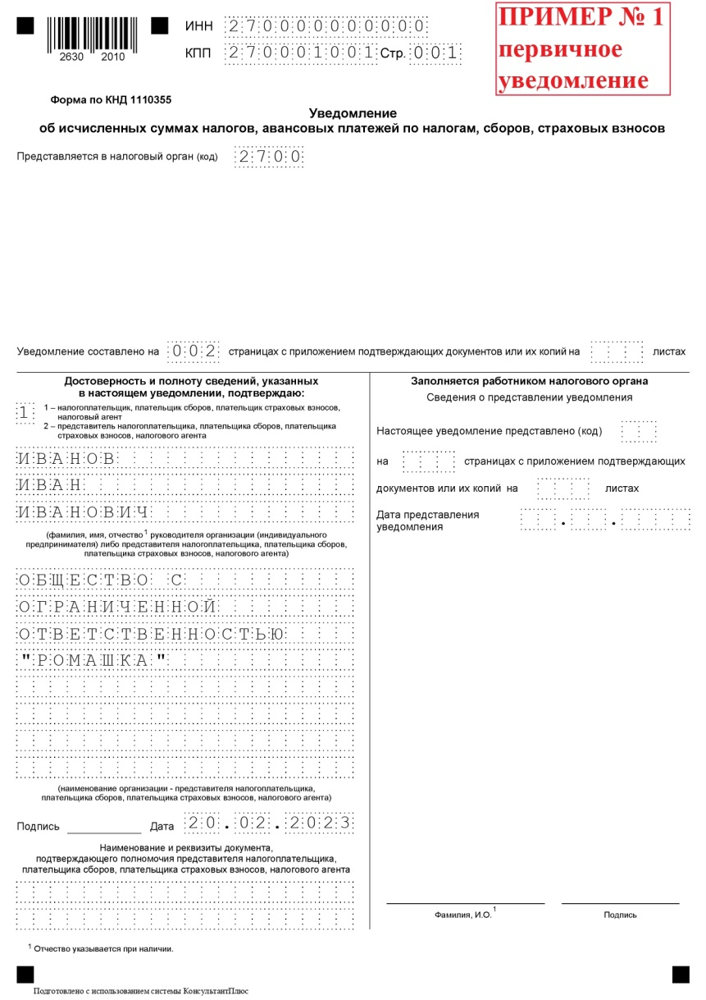 ПРИМЕР № 1
первичное
уведомление
2630 2010
ИНН 270000000000
КПП 270001001 Стр. 001
Форма по КНД 1110355
Уведомление
об исчисленных суммах налогов, авансовых платежей по налогам, сборов, страховых взносов
Представляется в налоговый орган (код) 2700
Уведомление составлено на 002 страницах с приложением подтверждающих документов или их копий на листах
Достоверность и полноту сведений, указанных
в настоящем уведомлении, подтверждаю:
1 1 – налогоплательщик, плательщик сборов, плательщик страховых взносов,
налоговый агент
2 – представитель налогоплательщика, плательщика сборов, плательщика
страховых взносов, налогового агента
ИВАНОВ
ИВАН
ИВАНОВИЧ
(фамилия, имя, отчество1 руководителя организации (индивидуального
предпринимателя) либо представителя налогоплательщика, плательщика сборов,
плательщика страховых взносов, налогового агента)
ОБЩЕСТВО С
ОГРАНИЧЕННОЙ
ОТВЕТСТВЕННОСТЬЮ
"РОМАШКА"
(наименование организации - представителя налогоплательщика,
плательщика сборов, плательщика страховых взносов, налогового агента)
Подпись Дата 20.02.2023
Наименование и реквизиты документа,
подтверждающего полномочия представителя налогоплательщика,
плательщика сборов, плательщика страховых взносов, налогового агента
Заполняется работником налогового органа
Сведения о представлении уведомления
Настоящее уведомление представлено (код)
на страницах с приложением подтверждающих
документов или их копий на листах
Дата представления
уведомления
Фамилия, И.О.1 Подпись
1 Отчество указывается при наличии.
Подготовлено с использованием системы КонсультантПлюс